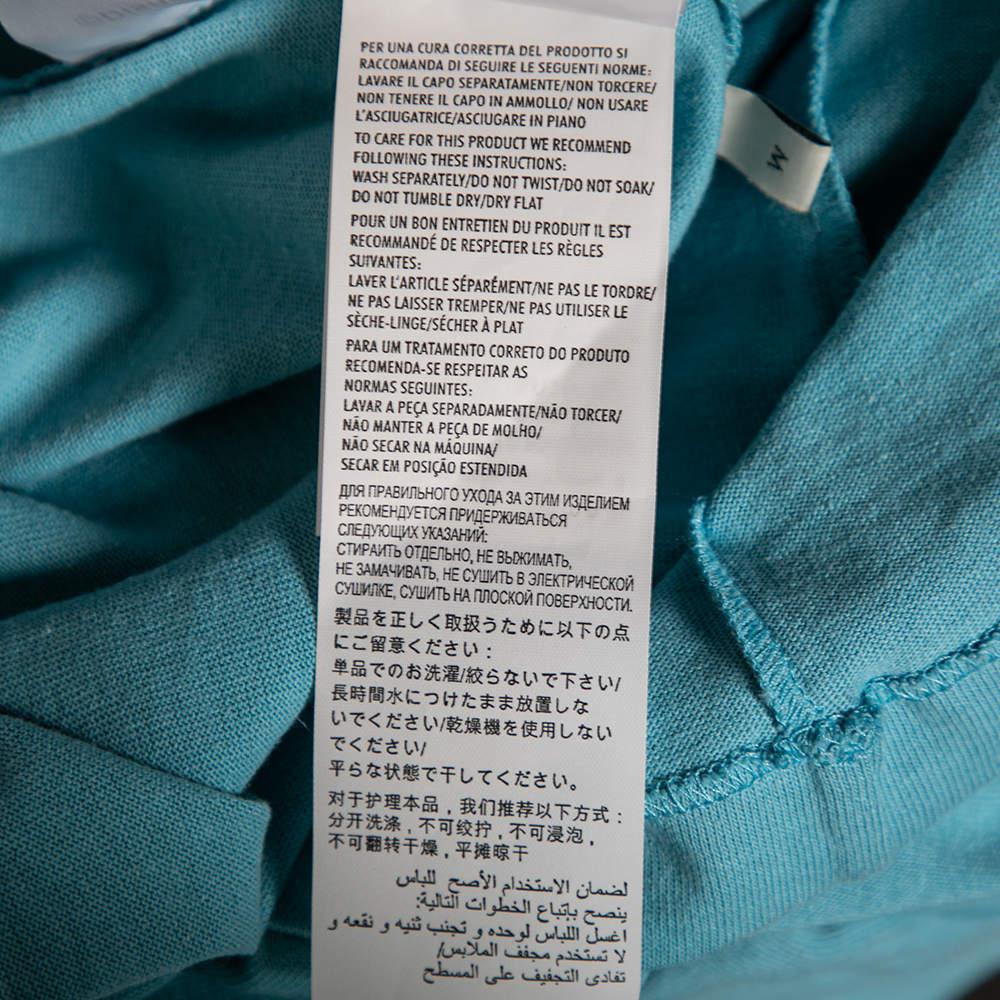 PER UNA CURA CORRETTA DEL PRODOTTO SI
RACCOMANDA DI SEGUIRE LE SEGUENTI NORME:
LAVARE IL CAPO SEPARATAMENTE/NON TORCERE/
NON TENERE IL CAPO IN AMMOLLO/ NON USARE
L'ASCIUGATRICE/ASCIUGARE IN PIANO
TO CARE FOR THIS PRODUCT WE RECOMMEND
FOLLOWING THESE INSTRUCTIONS:
WASH SEPARATELY/DO NOT TWIST/DO NOT SOAK/
DO NOT TUMBLE DRY/DRY FLAT
POUR UN BON ENTRETIEN DU PRODUIT IL EST
RECOMMANDÉ DE RESPECTER LES RÈGLES
SUIVANTES:
LAVER L'ARTICLE SÉPARÉMENT/NE PAS LE TORDRE/
NE PAS LAISSER TREMPER/NE PAS UTILISER LE
SÈCHE-LINGE/SÉCHER À PLAT
PARA UM TRATAMENTO CORRETO DO PRODUTO
RECOMENDA-SE RESPEITAR AS
NORMAS SEGUINTES:
LAVAR A PEÇA SEPARADAMENTE/NÃO TORCER/
NÃO MANTER A PEÇA DE MOLHO/
NÃO SECAR NA MÁQUINA/
SECAR EM POSIÇÃO ESTENDIDA
ДЛЯ ПРАВИЛЬНОГО УХОДА ЗА ЭТИМ ИЗДЕЛИЕМ
РЕКОМЕНДУЕТСЯ ПРИДЕРЖИВАТЬСЯ
СЛЕДУЮЩИХ УКАЗАНИЙ:
СТИРАИТЬ ОТДЕЛЬНО, НЕ ВЫЖИМАТЬ,
НЕ ЗАМАЧИВАТЬ, НЕ СУШИТЬ В ЭЛЕКТРИЧЕСКОЙ
СУШИЛКЕ, СУШИТЬ НА ПЛОСКОЙ ПОВЕРХНОСТИ.
製品を正しく取扱うために以下の点
にご留意ください：
単品でのお洗濯/絞らないで下さい/
長時間水につけたまま放置しな
いでください/乾燥機を使用しない
でください/
平らな状態で干してください。
对于护理本品，我们推荐以下方式：
分开洗涤，不可绞拧，不可浸泡，
不可翻转干燥，平摊晾干
لضمان الاستخدام الأصح للباس
ينصح بإتباع الخطوات التالية:
اغسل اللباس لوحده و تجنب ثنيه و نقعه و
لا تستخدم مجفف الملابس/
تفادى التجفيف على المسطح
M